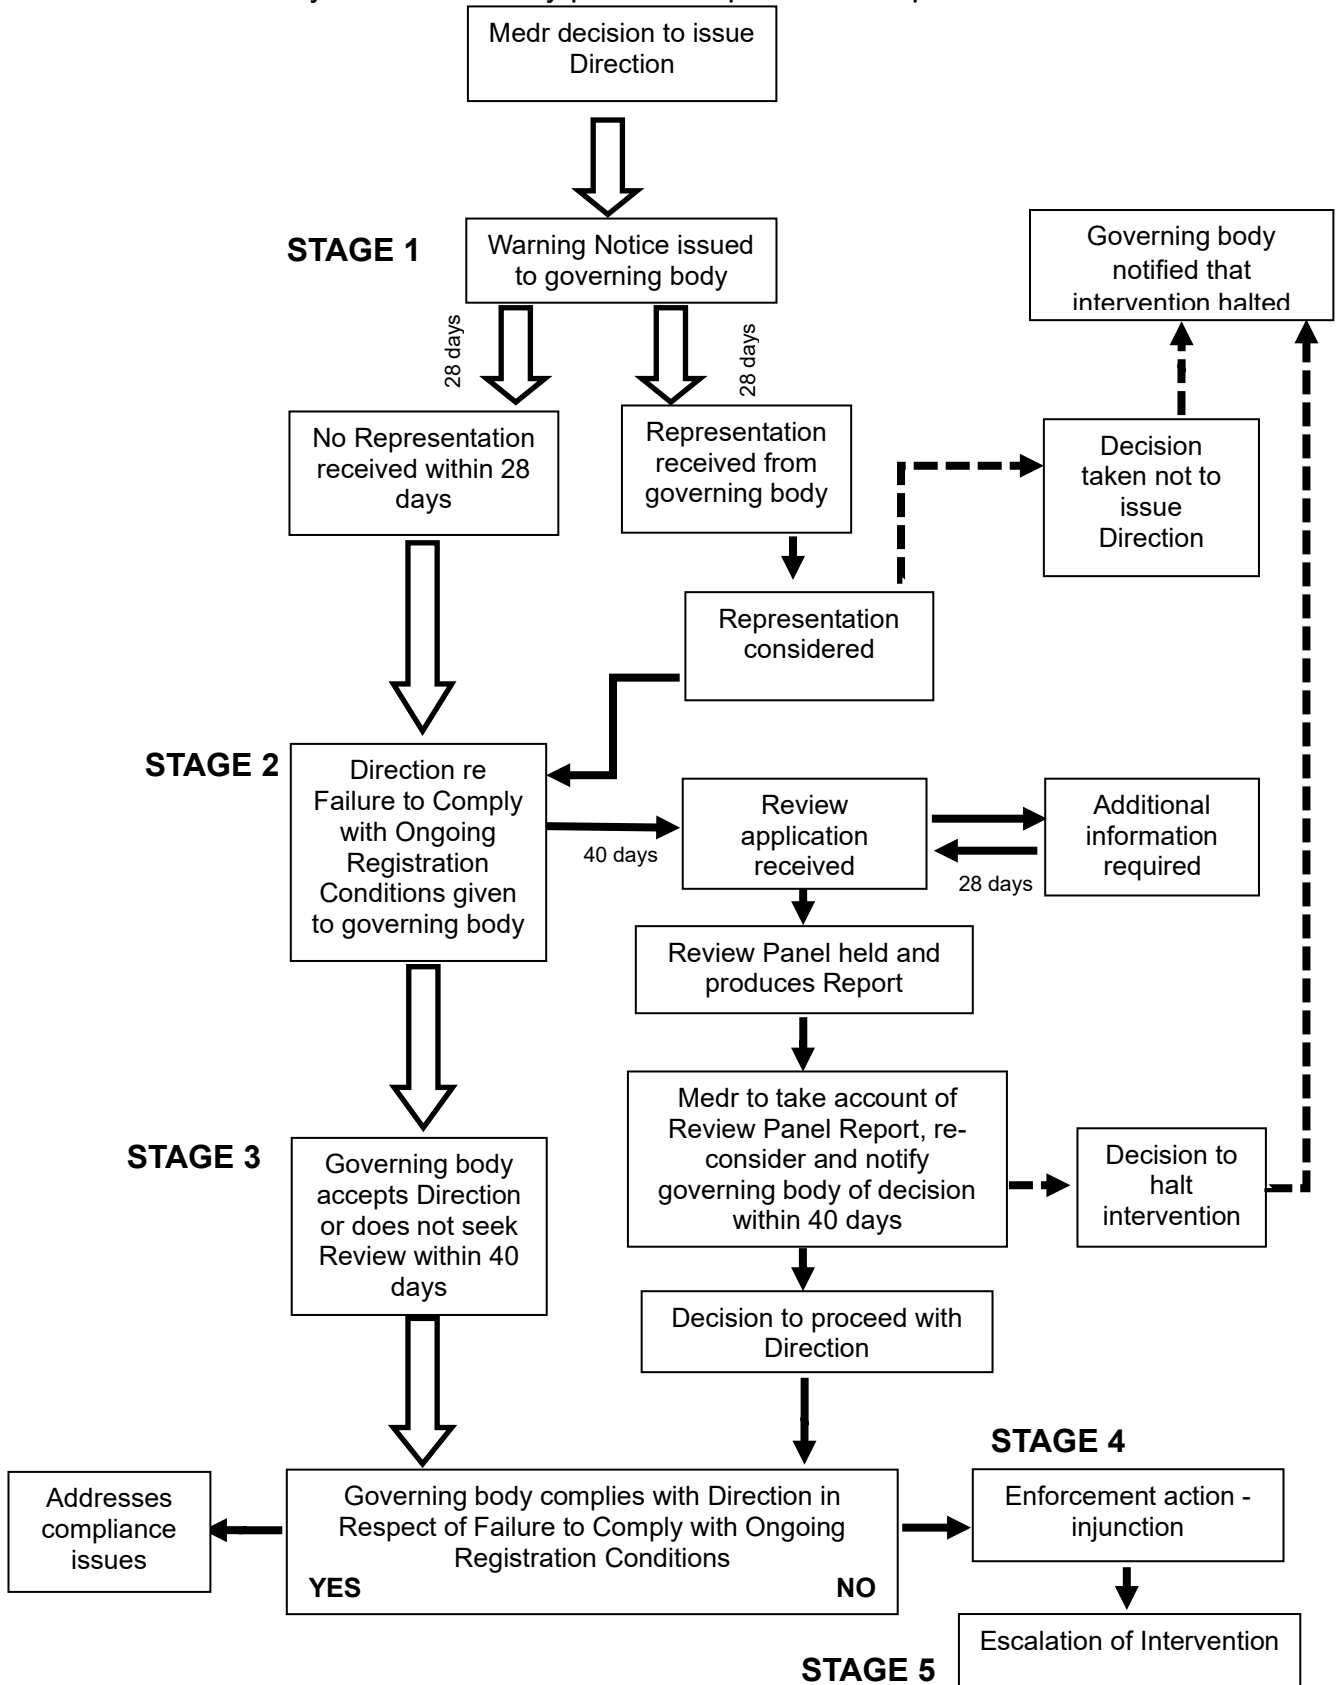 Medr decision to issue
Direction
STAGE 1
Warning Notice issued
to governing body
Governing body
notified that
intervention halted
28 days
28 days
No Representation
received within 28
days
Representation
received from
governing body
Decision
taken not to
issue
Direction
Representation
considered
STAGE 2
Direction re
Failure to Comply
with Ongoing
Registration
Conditions given
to governing body
40 days
Review
application
received
28 days
Additional
information
required
Review Panel held and
produces Report
STAGE 3
Governing body
accepts Direction
or does not seek
Review within 40
days
Medr to take account of
Review Panel Report, re-
consider and notify
governing body of decision
within 40 days
Decision to
halt
intervention
Decision to proceed with
Direction
STAGE 4
Addresses
compliance
issues
Governing body complies with Direction in
Respect of Failure to Comply with Ongoing
Registration Conditions
YES NO
Enforcement action -
injunction
Escalation of Intervention
STAGE 5